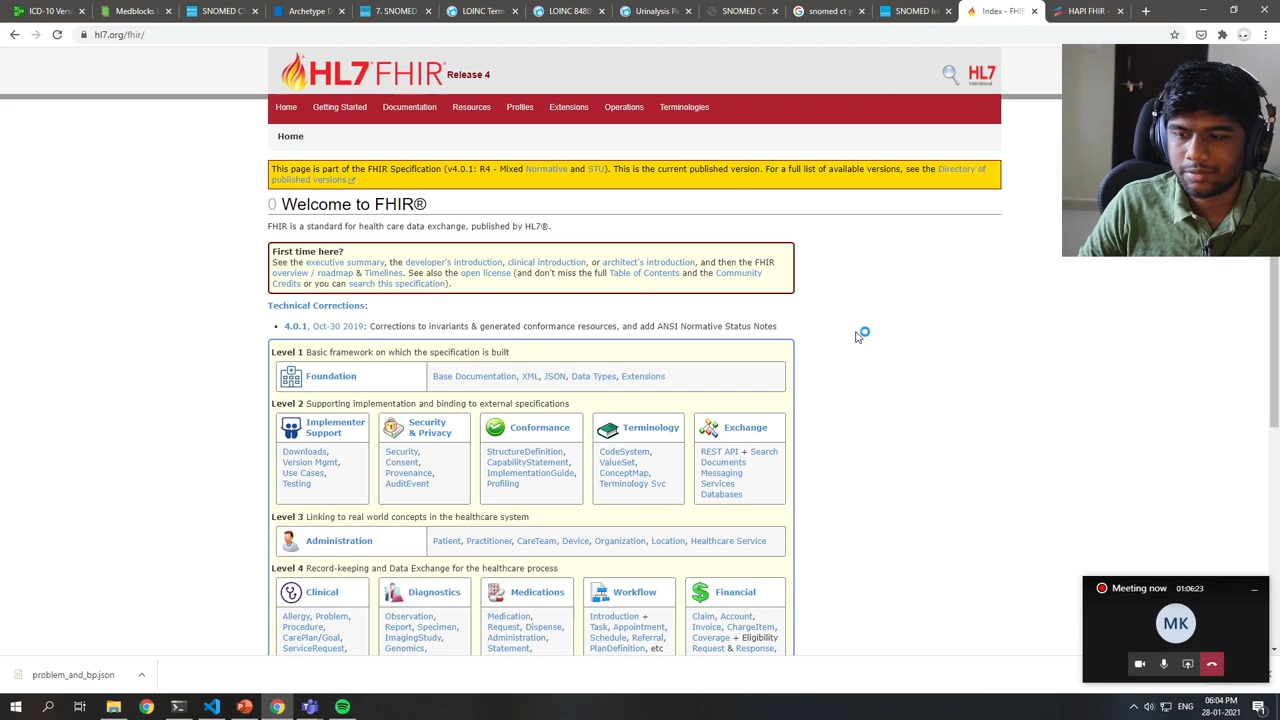 ICD-10 Vers
Medblocks
Archetype D
LOINC
LOINC 8480
Urinalysis Pa
SNOMED CT
snomed ct p
SNOMED Int
Index - FHIR
HAPI FHIR
hl7.org/fhir/
HL7 FHIR Release 4
HL7
International
Home Getting Started Documentation Resources Profiles Extensions Operations Terminologies
Home
This page is part of the FHIR Specification (v4.0.1: R4 - Mixed Normative and STU). This is the current published version. For a full list of available versions, see the Directory of
published versions
0 Welcome to FHIR®
FHIR is a standard for health care data exchange, published by HL7®.
First time here?
See the executive summary, the developer's introduction, clinical introduction, or architect's introduction, and then the FHIR
overview / roadmap & Timelines. See also the open license (and don't miss the full Table of Contents and the Community
Credits or you can search this specification).
Technical Corrections:
• 4.0.1, Oct-30 2019: Corrections to invariants & generated conformance resources, and add ANSI Normative Status Notes
Level 1 Basic framework on which the specification is built
Foundation
Base Documentation, XML, JSON, Data Types, Extensions
Level 2 Supporting implementation and binding to external specifications
Implementer
Support
Downloads,
Version Mgmt,
Use Cases,
Testing
Security
& Privacy
Security,
Consent,
Provenance,
AuditEvent
Conformance
StructureDefinition,
CapabilityStatement,
ImplementationGuide,
Profiling
Terminology
CodeSystem,
ValueSet,
ConceptMap,
Terminology Svc
Exchange
REST API + Search
Documents
Messaging
Services
Databases
Level 3 Linking to real world concepts in the healthcare system
Administration
Patient, Practitioner, CareTeam, Device, Organization, Location, Healthcare Service
Level 4 Record-keeping and Data Exchange for the healthcare process
Clinical
Allergy, Problem,
Procedure,
CarePlan/Goal,
ServiceRequest,
Diagnostics
Observation,
Report, Specimen,
ImagingStudy,
Genomics,
Medications
Medication,
Request, Dispense,
Administration,
Statement,
Workflow
Introduction +
Task, Appointment,
Schedule, Referral,
PlanDefinition, etc
Financial
Claim, Account,
Invoice, ChargeItem,
Coverage + Eligibility
Request & Response,
Meeting now 01:06:23
MK
problem_and_bp.json
ENG
06:04 PM
28-01-2021